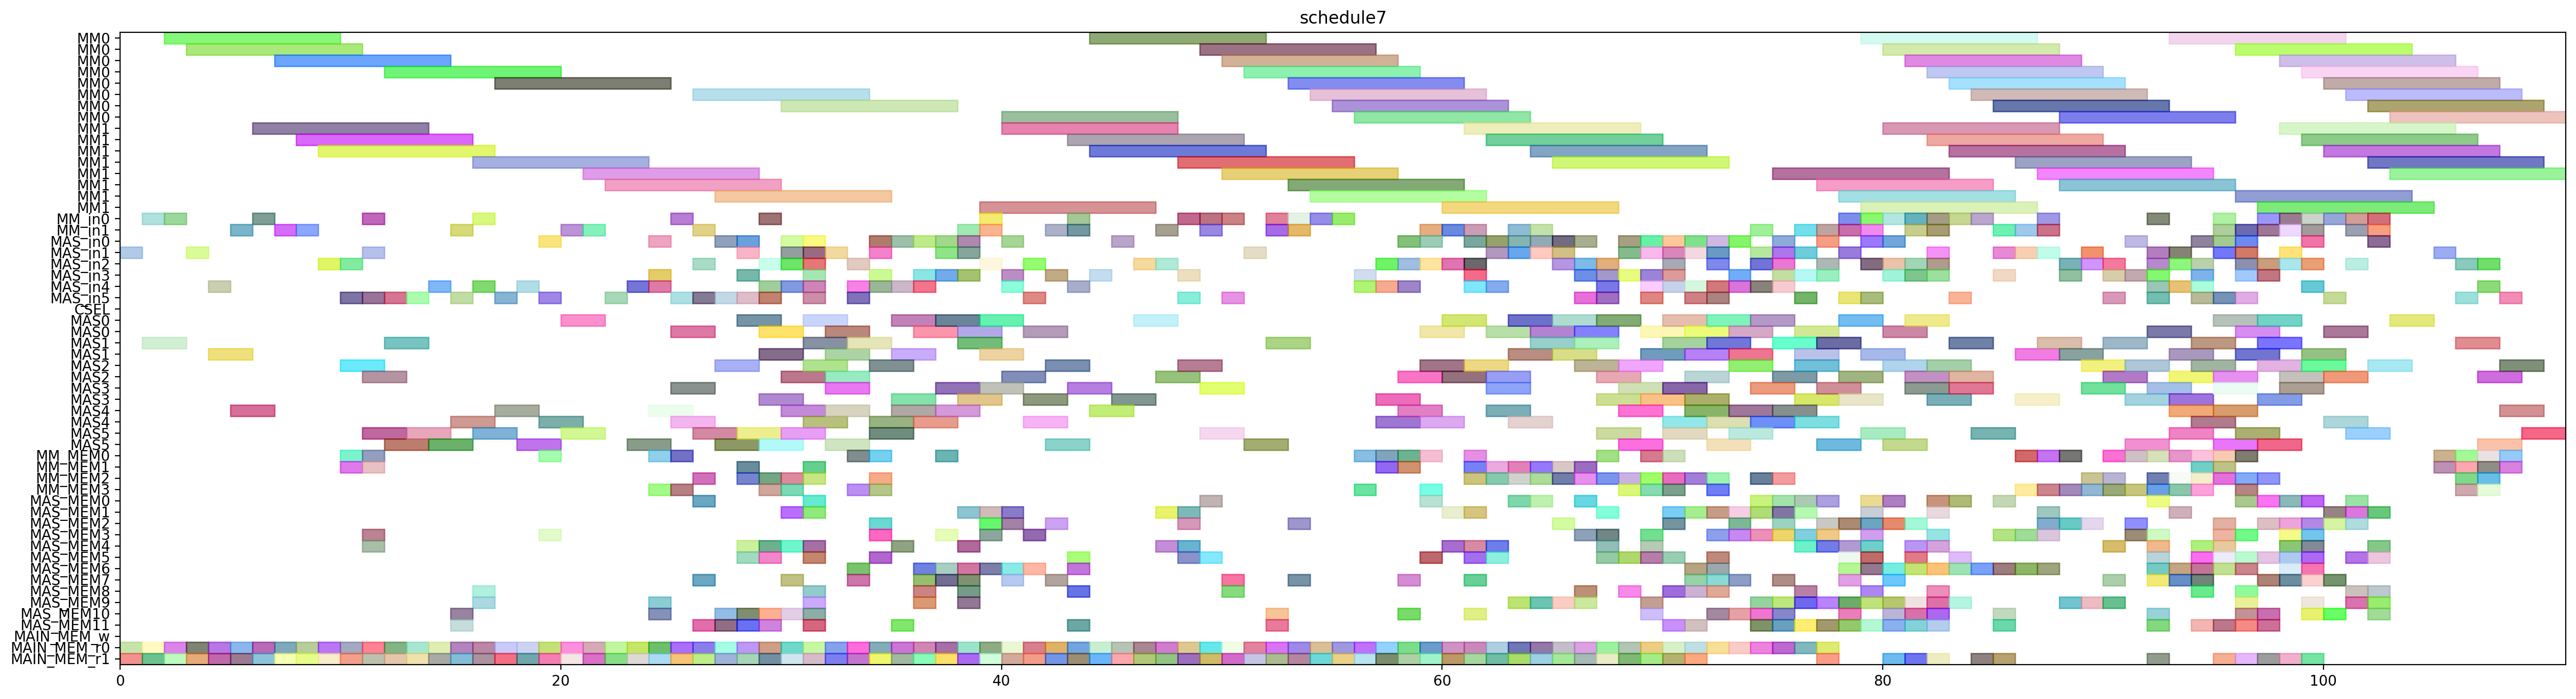 schedule7
MM0
MM0
MM0
MM0
MM0
MM0
MM0
MM0
MM1
MM1
MM1
MM1
MM1
MM1
MM1
MM1
MM_in0
MM_in1
MAS_in0
MAS_in1
MAS_in2
MAS_in3
MAS_in4
MAS_in5
CSEL
MAS0
MAS0
MAS1
MAS1
MAS2
MAS2
MAS3
MAS3
MAS4
MAS4
MAS5
MAS5
MM_MEM0
MM_MEM1
MM_MEM2
MM_MEM3
MAS_MEM0
MAS_MEM1
MAS_MEM2
MAS_MEM3
MAS_MEM4
MAS_MEM5
MAS_MEM6
MAS_MEM7
MAS_MEM8
MAS_MEM9
MAS_MEM10
MAS_MEM11
MAIN_MEM_w
MAIN_MEM_r0
MAIN_MEM_r1
0 20 40 60 80 100